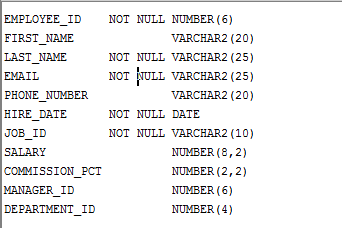 EMPLOYEE_ID NOT NULL NUMBER(6)
FIRST_NAME VARCHAR2(20)
LAST_NAME NOT NULL VARCHAR2(25)
EMAIL NOT NULL VARCHAR2(25)
PHONE_NUMBER VARCHAR2(20)
HIRE_DATE NOT NULL DATE
JOB_ID NOT NULL VARCHAR2(10)
SALARY NUMBER(8,2)
COMMISSION_PCT NUMBER(2,2)
MANAGER_ID NUMBER(6)
DEPARTMENT_ID NUMBER(4)